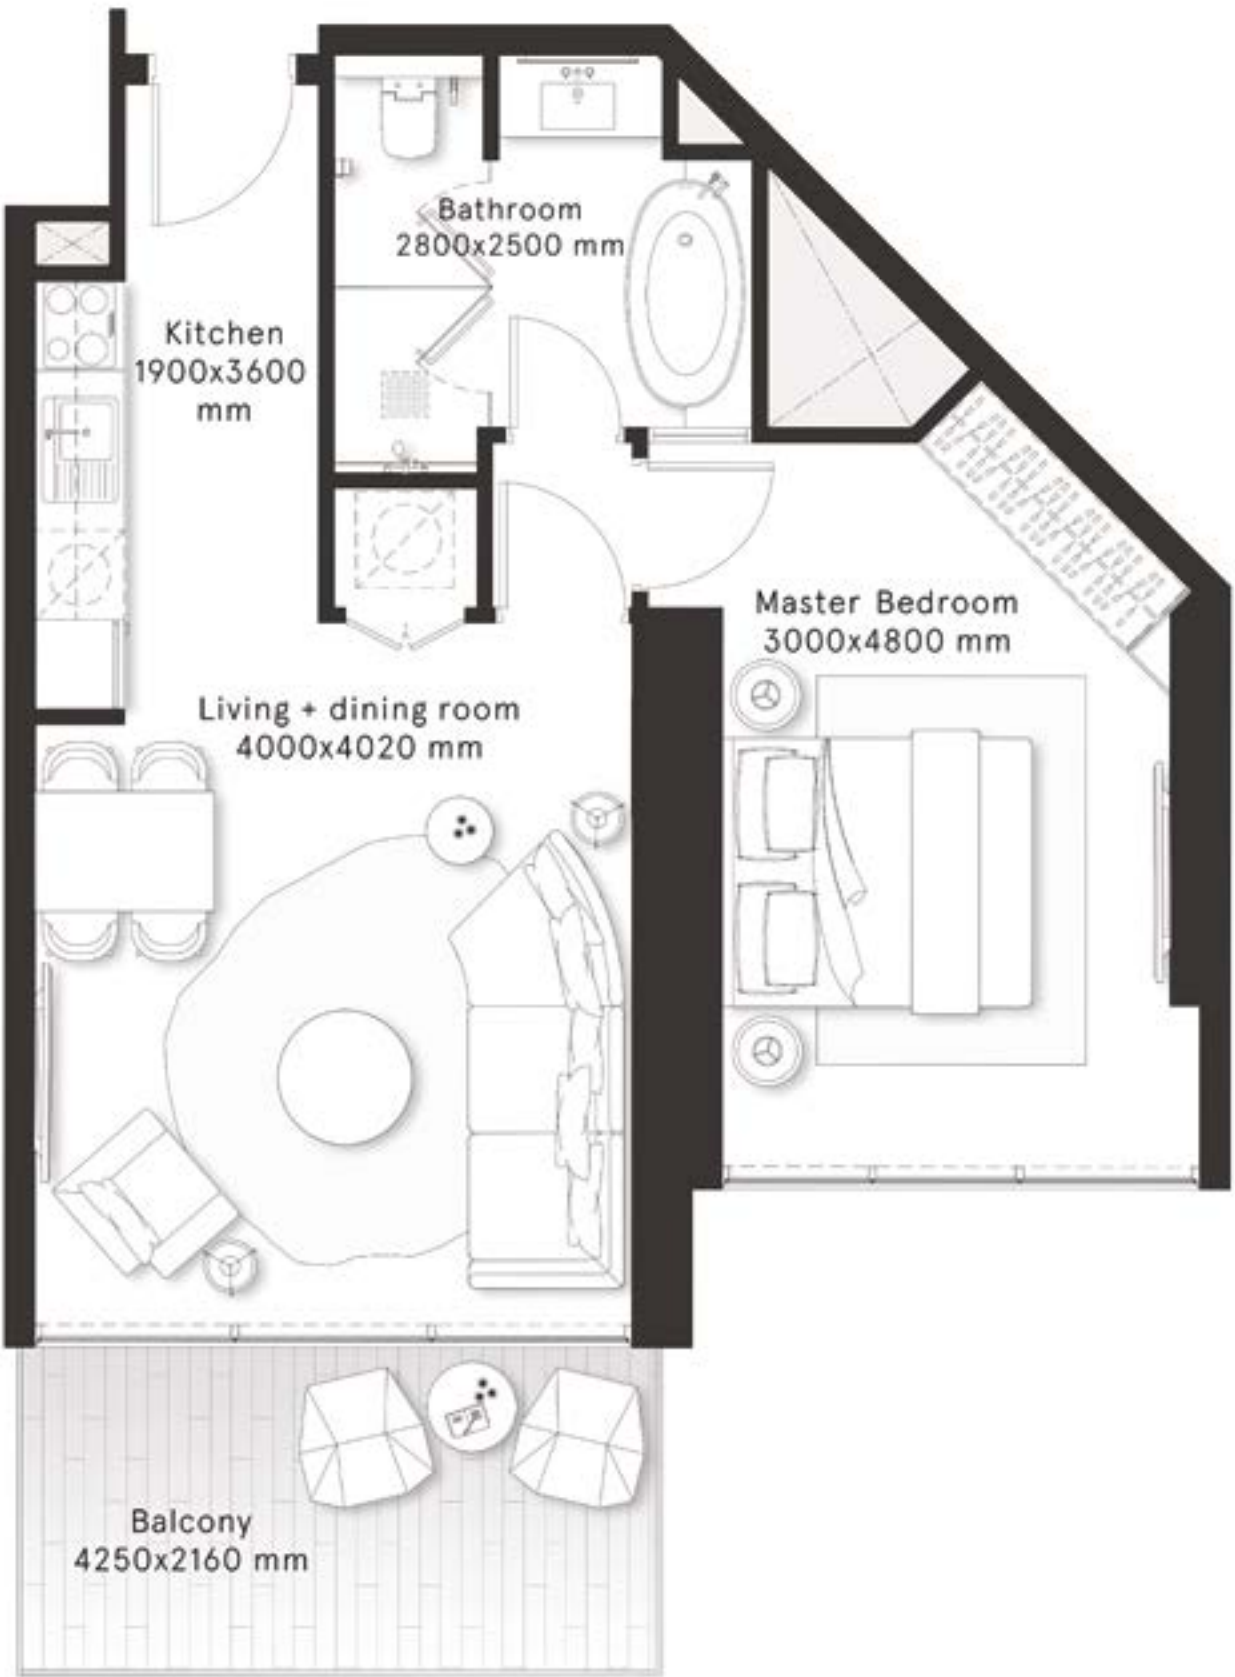 Bathroom
2800x2500 mm
Kitchen
1900x3600
mm
Master Bedroom
3000x4800 mm
Living + dining room
4000x4020 mm
Balcony
4250x2160 mm